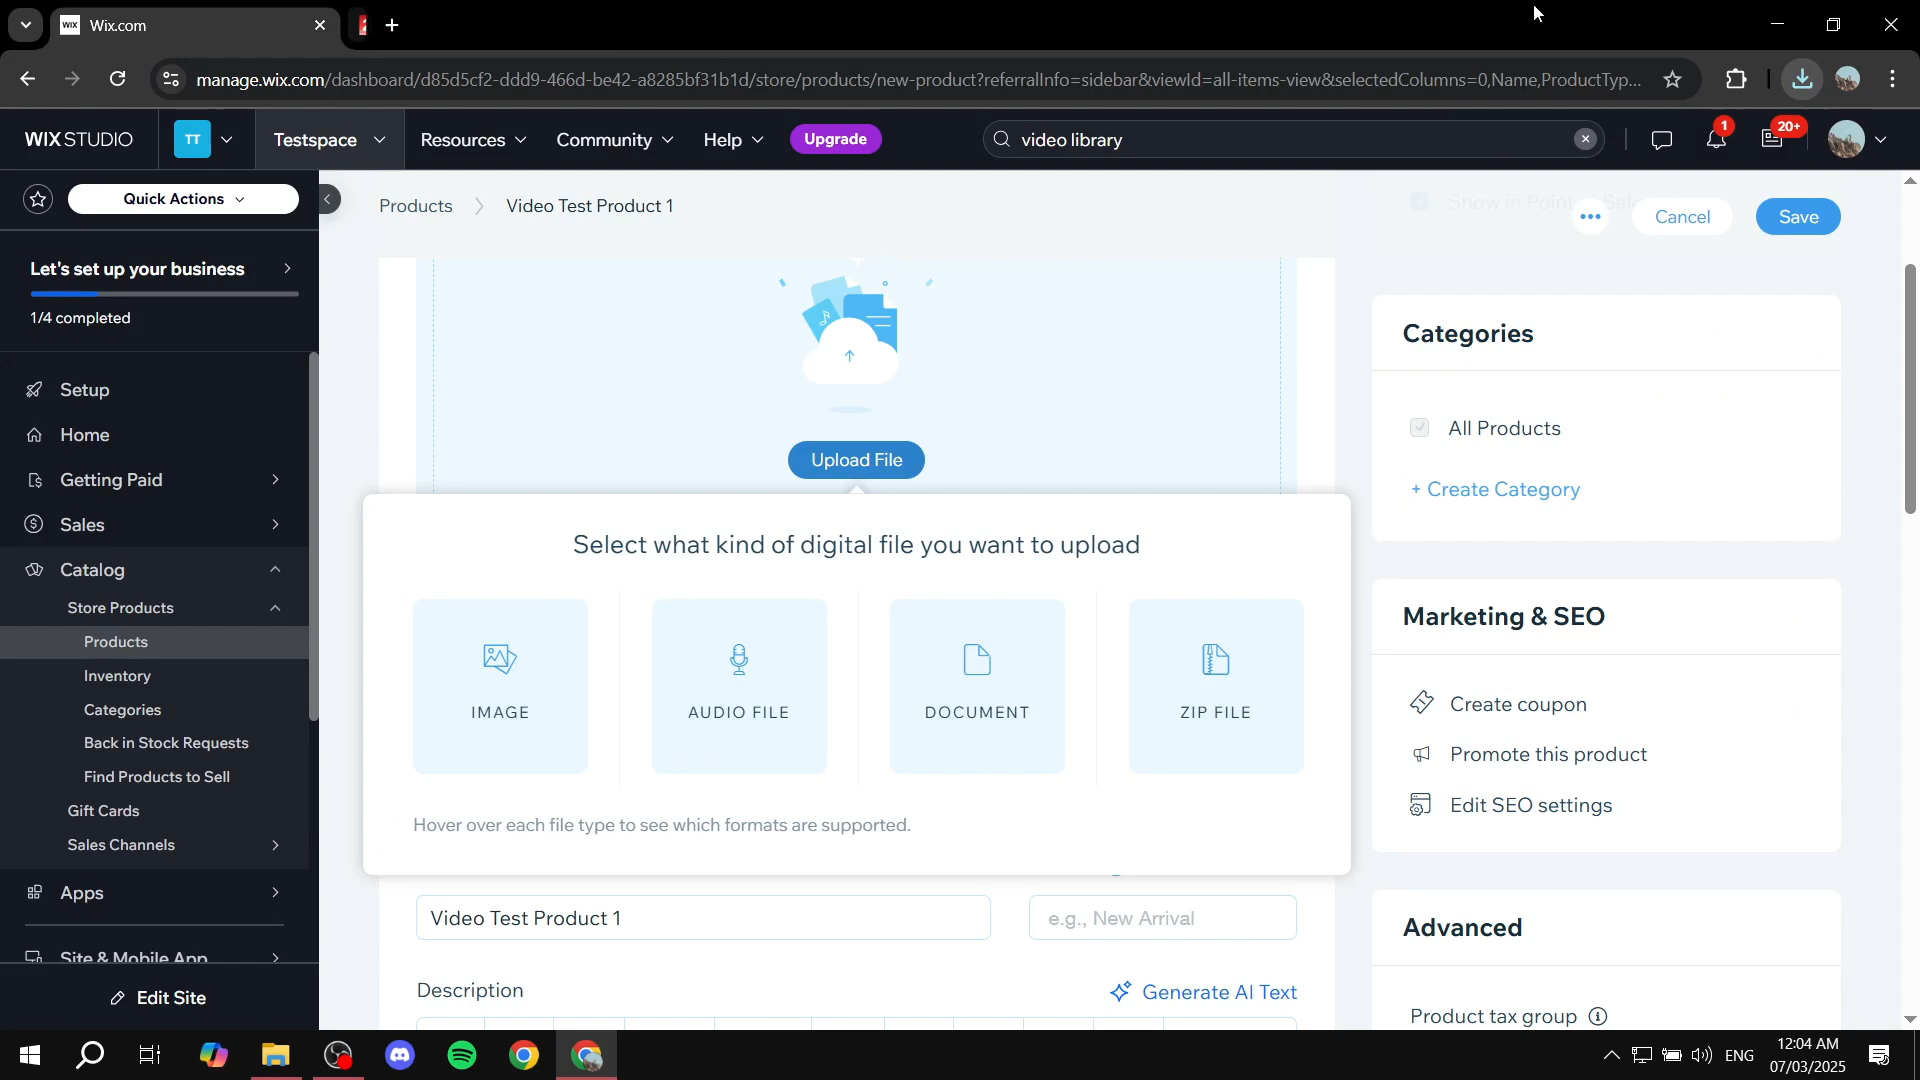 Wix.com
manage.wix.com/dashboard/d85d5cf2-ddd9-466d-be42-a8285bf31b1d/store/products/new-product?referralInfo=sidebar&viewId=all-items-view&selectedColumns=0,Name,ProductTyp...
WIX STUDIO
TT
Testspace
Resources
Community
Help
Upgrade
video library
1
20+
Quick Actions
Products
Video Test Product 1
Show in Point
Cancel
Save
Let's set up your business
1/4 completed
Setup
Home
Getting Paid
Sales
Catalog
Store Products
Products
Inventory
Categories
Back in Stock Requests
Find Products to Sell
Gift Cards
Sales Channels
Apps
Site & Mobile App
Edit Site
Upload File
Select what kind of digital file you want to upload
IMAGE
AUDIO FILE
DOCUMENT
ZIP FILE
Hover over each file type to see which formats are supported.
Video Test Product 1
e.g., New Arrival
Description
Generate AI Text
Categories
All Products
+ Create Category
Marketing & SEO
Create coupon
Promote this product
Edit SEO settings
Advanced
Product tax group
ENG
12:04 AM
07/03/2025